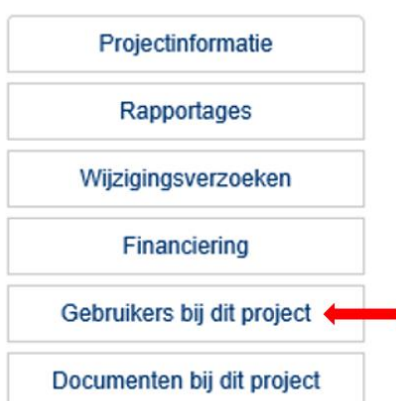 Projectinformatie
Rapportages
Wijzigingsverzoeken
Financiering
Gebruikers bij dit project
Documenten bij dit project